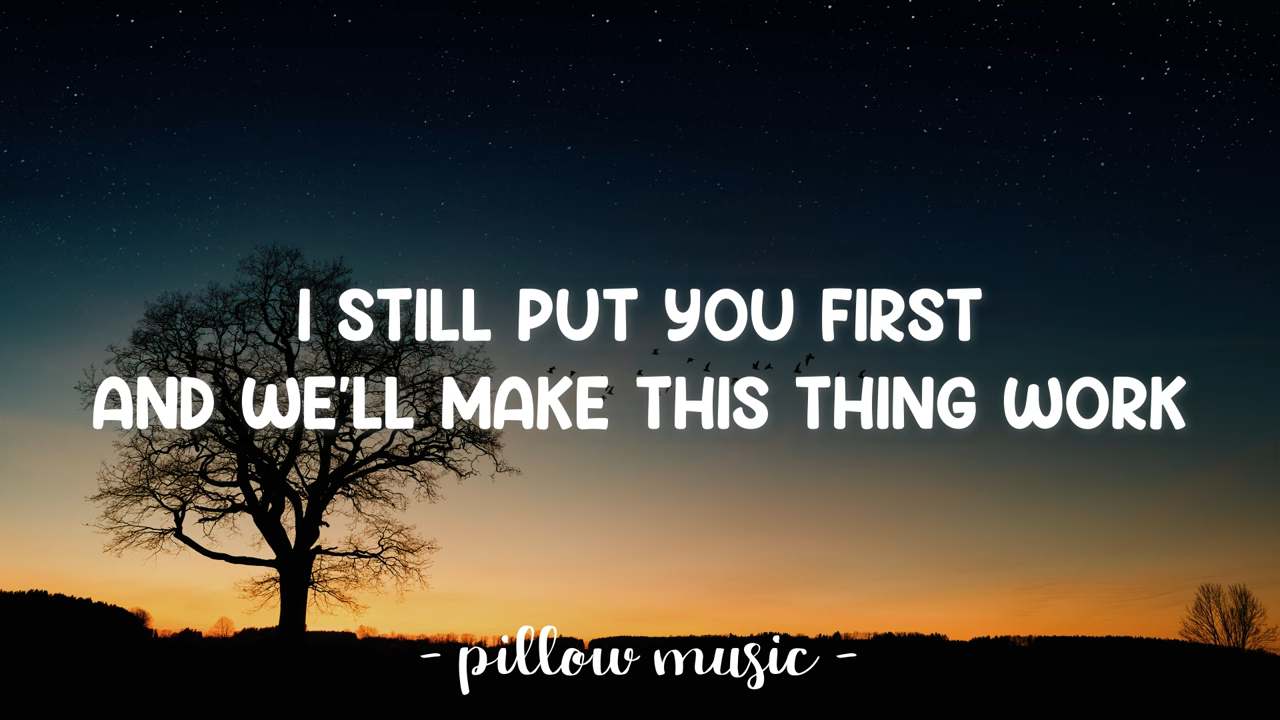 I STILL PUT YOU FIRST
AND WE'LL MAKE THIS THING WORK
- pillow music -